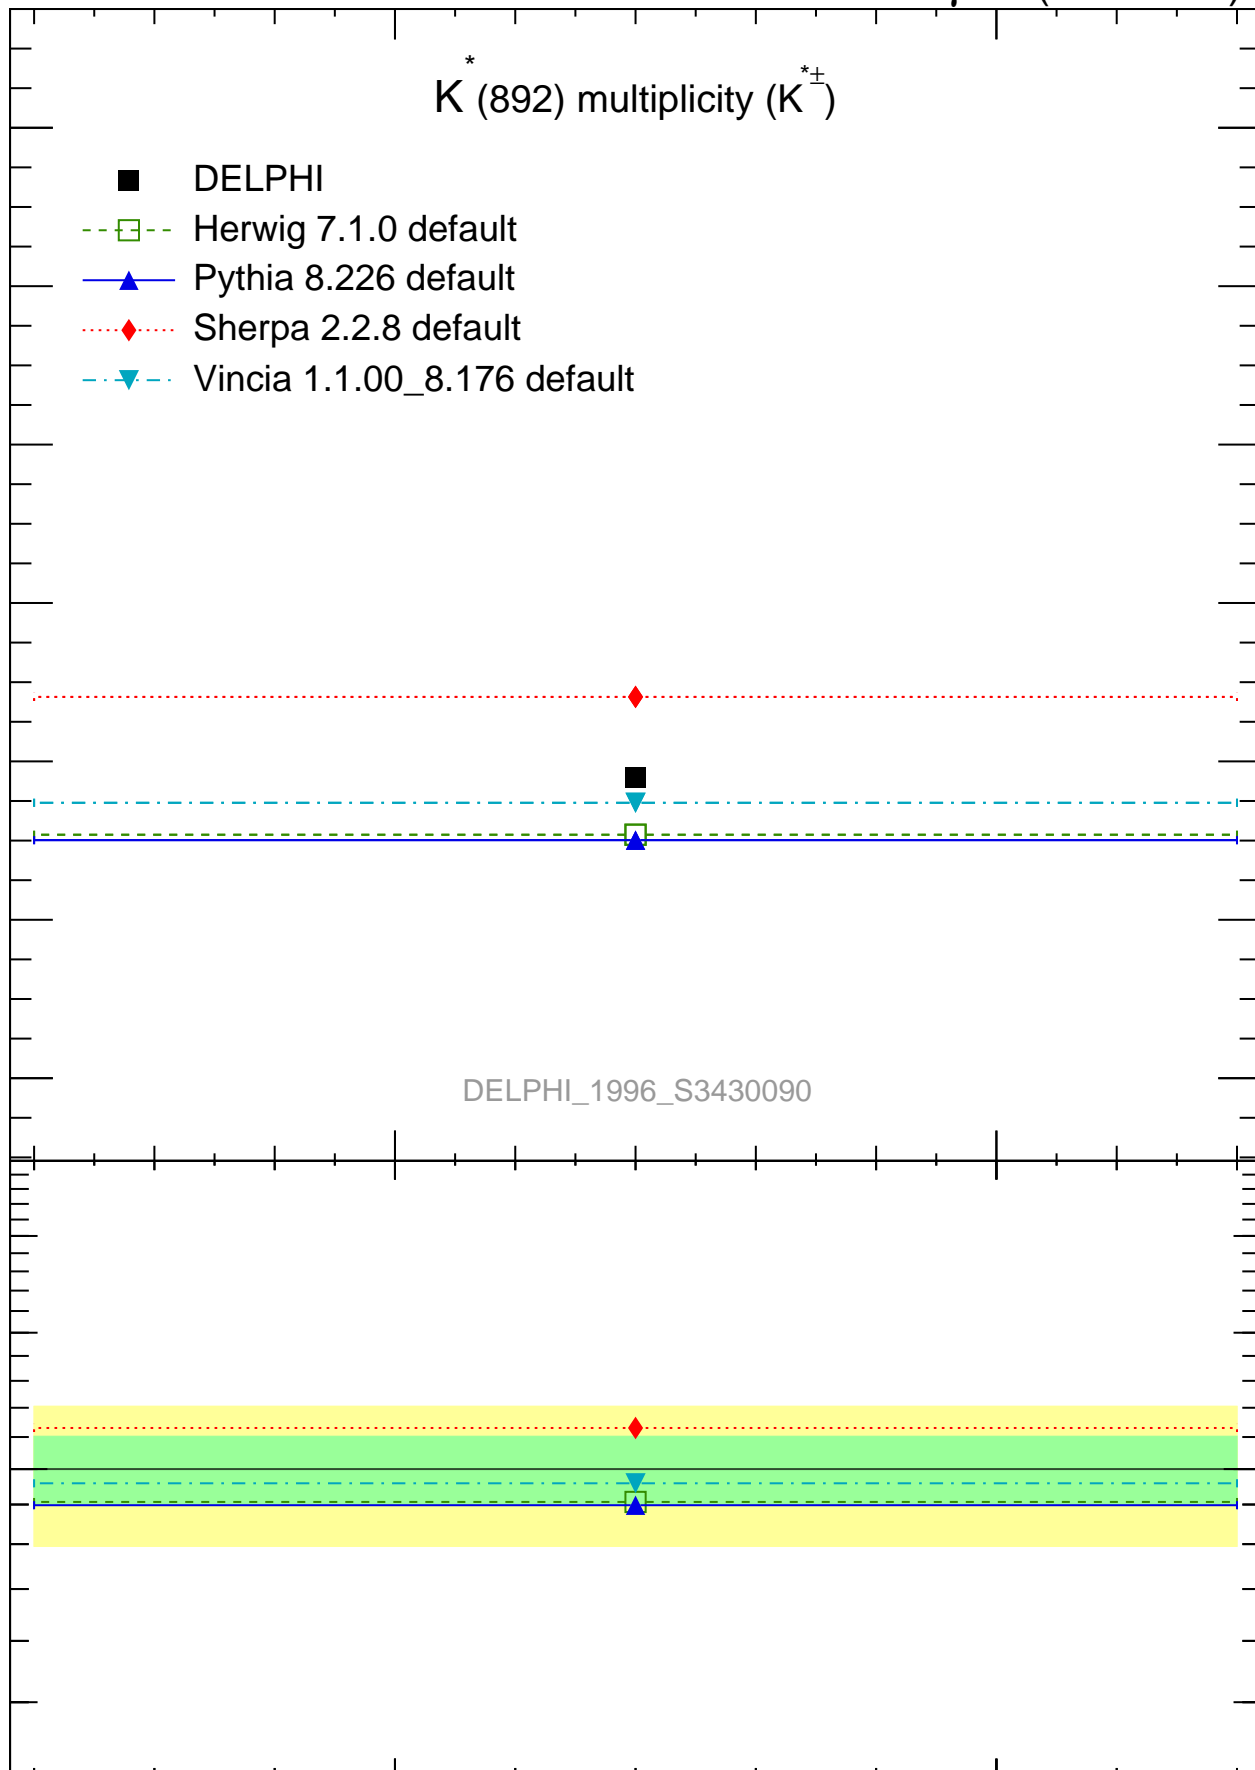 K*(892) multiplicity (K*±)
DELPHI
Herwig 7.1.0 default
Pythia 8.226 default
Sherpa 2.2.8 default
Vincia 1.1.00_8.176 default
DELPHI_1996_S3430090